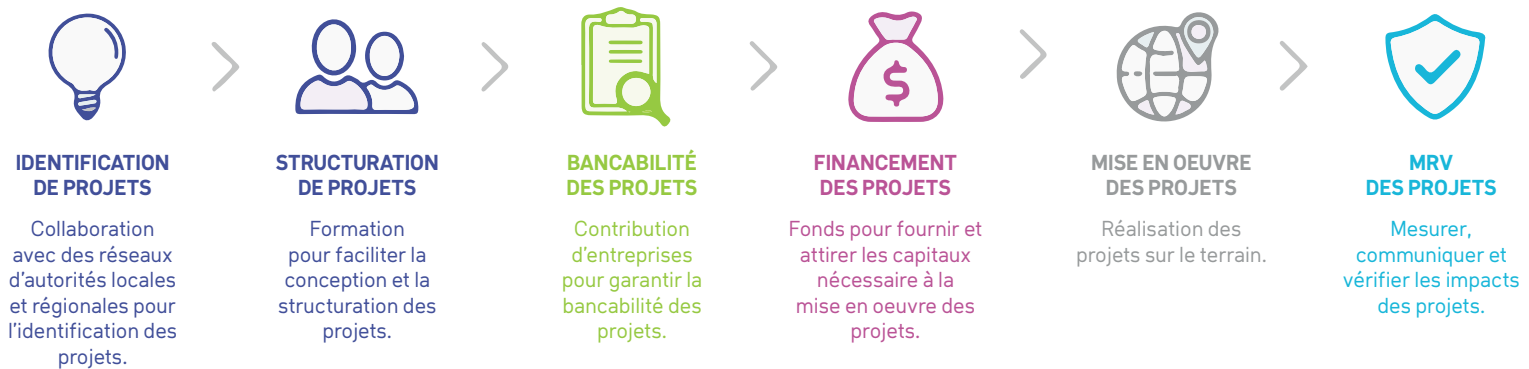 IDENTIFICATION
DE PROJETS
Collaboration
avec des réseaux
d'autorités locales
et régionales pour
l'identification des
projets.
STRUCTURATION
DE PROJETS
Formation
pour faciliter la
conception et la
structuration des
projets.
BANCABILITÉ
DES PROJETS
Contribution
d'entreprises
pour garantir la
bancabilité des
projets.
$
FINANCEMENT
DES PROJETS
Fonds pour fournir et
attirer les capitaux
nécessaire à la
mise en oeuvre des
projets.
MISE EN OEUVRE
DES PROJETS
Réalisation des
projets sur le terrain.
MRV
DES PROJETS
Mesurer,
communiquer et
vérifier les impacts
des projets.